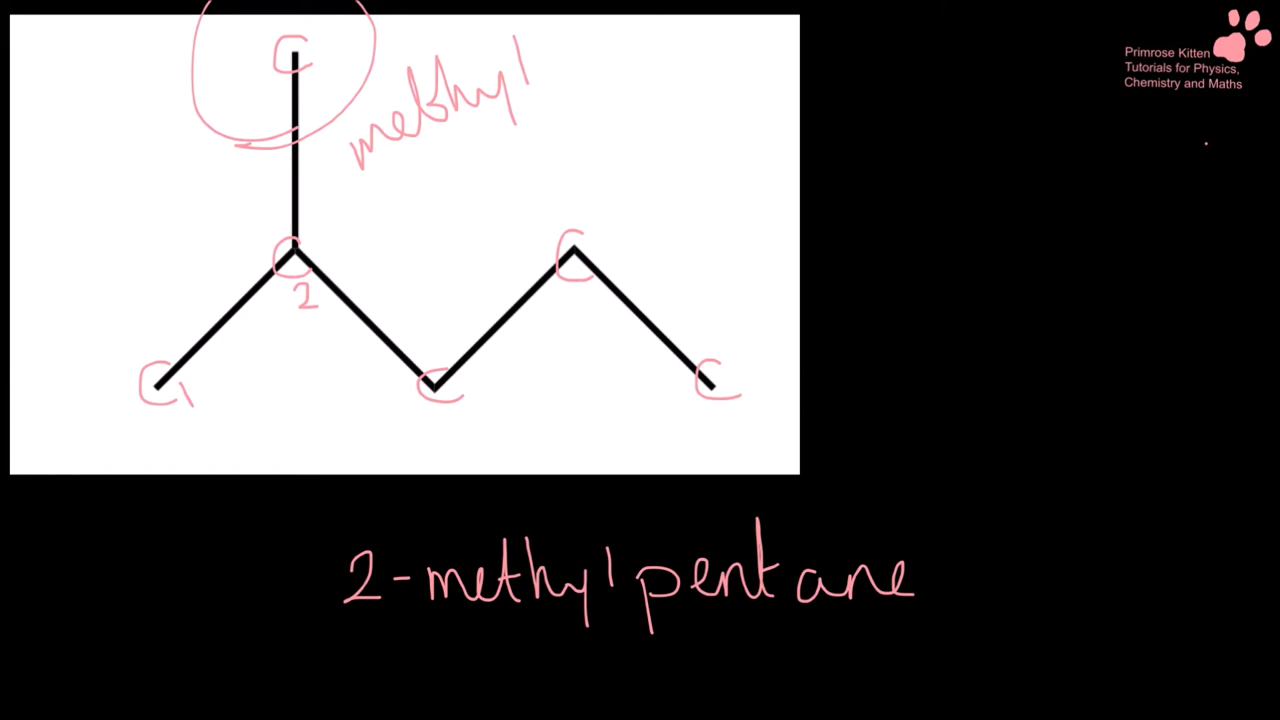 Primrose Kitten
Tutorials for Physics,
Chemistry and Maths
C
methyl
C
C
2
C1
C
C
2-methylpentane